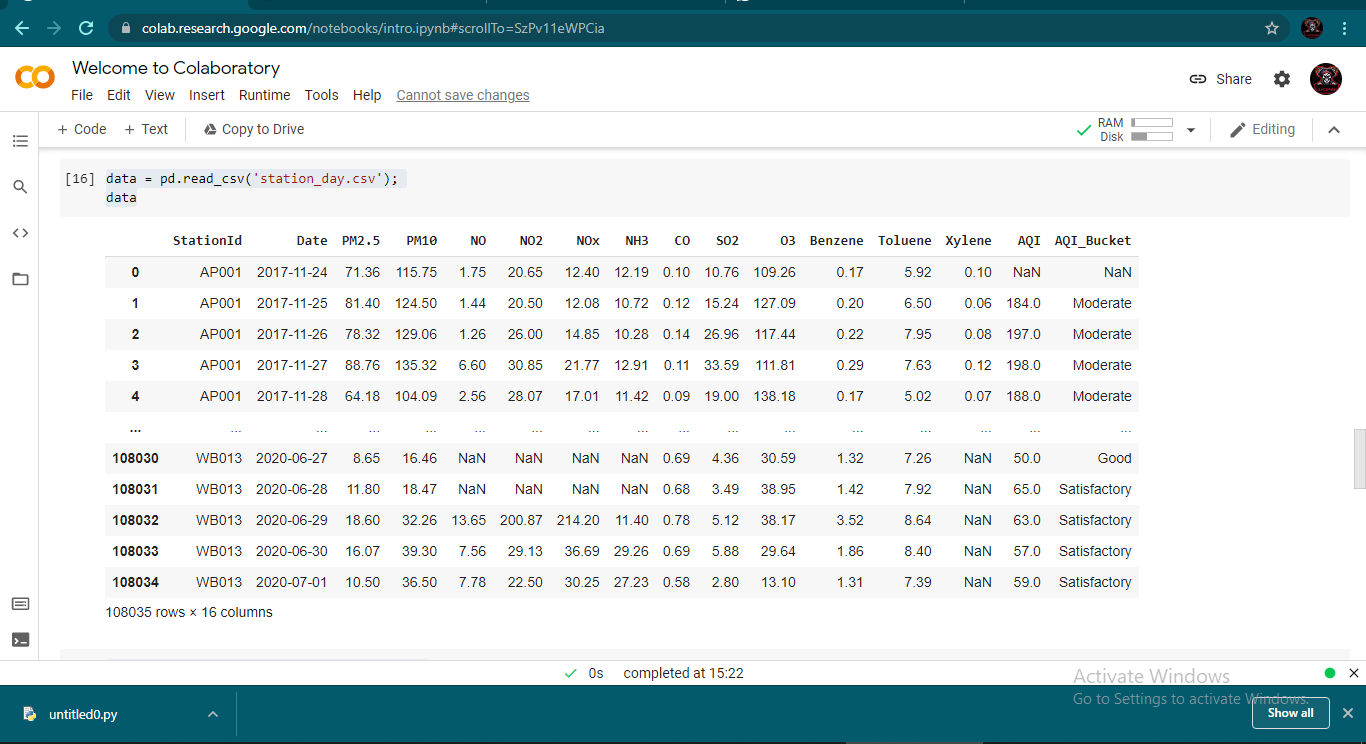 colab.research.google.com/notebooks/intro.ipynb#scrollTo=SzPv11eWPCia
Welcome to Colaboratory
File Edit View Insert Runtime Tools Help Cannot save changes
Share
+ Code + Text Copy to Drive
RAM
Disk
Editing
[16] data = pd.read_csv('station_day.csv');
data
StationId Date PM2.5 PM10 NO NO2 NOx NH3 CO SO2 O3 Benzene Toluene Xylene AQI AQI_Bucket
0 AP001 2017-11-24 71.36 115.75 1.75 20.65 12.40 12.19 0.10 10.76 109.26 0.17 5.92 0.10 NaN NaN
1 AP001 2017-11-25 81.40 124.50 1.44 20.50 12.08 10.72 0.12 15.24 127.09 0.20 6.50 0.06 184.0 Moderate
2 AP001 2017-11-26 78.32 129.06 1.26 26.00 14.85 10.28 0.14 26.96 117.44 0.22 7.95 0.08 197.0 Moderate
3 AP001 2017-11-27 88.76 135.32 6.60 30.85 21.77 12.91 0.11 33.59 111.81 0.29 7.63 0.12 198.0 Moderate
4 AP001 2017-11-28 64.18 104.09 2.56 28.07 17.01 11.42 0.09 19.00 138.18 0.17 5.02 0.07 188.0 Moderate
... ... ... ... ... ... ... ... ... ... ... ... ... ... ... ... ...
108030 WB013 2020-06-27 8.65 16.46 NaN NaN NaN NaN 0.69 4.36 30.59 1.32 7.26 NaN 50.0 Good
108031 WB013 2020-06-28 11.80 18.47 NaN NaN NaN NaN 0.68 3.49 38.95 1.42 7.92 NaN 65.0 Satisfactory
108032 WB013 2020-06-29 18.60 32.26 13.65 200.87 214.20 11.40 0.78 5.12 38.17 3.52 8.64 NaN 63.0 Satisfactory
108033 WB013 2020-06-30 16.07 39.30 7.56 29.13 36.69 29.26 0.69 5.88 29.64 1.86 8.40 NaN 57.0 Satisfactory
108034 WB013 2020-07-01 10.50 36.50 7.78 22.50 30.25 27.23 0.58 2.80 13.10 1.31 7.39 NaN 59.0 Satisfactory
108035 rows × 16 columns
0s completed at 15:22
Activate Windows
Go to Settings to activate Windows.
untitled0.py
Show all